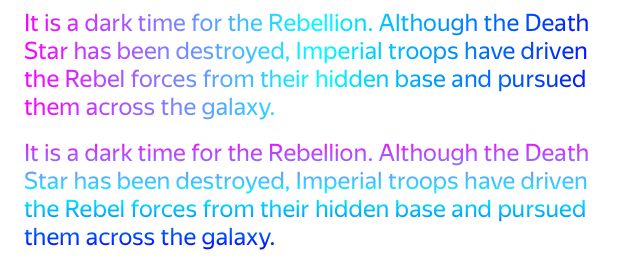 It is a dark time for the Rebellion. Although the Death
Star has been destroyed, Imperial troops have driven
the Rebel forces from their hidden base and pursued
them across the galaxy.
It is a dark time for the Rebellion. Although the Death
Star has been destroyed, Imperial troops have driven
the Rebel forces from their hidden base and pursued
them across the galaxy.